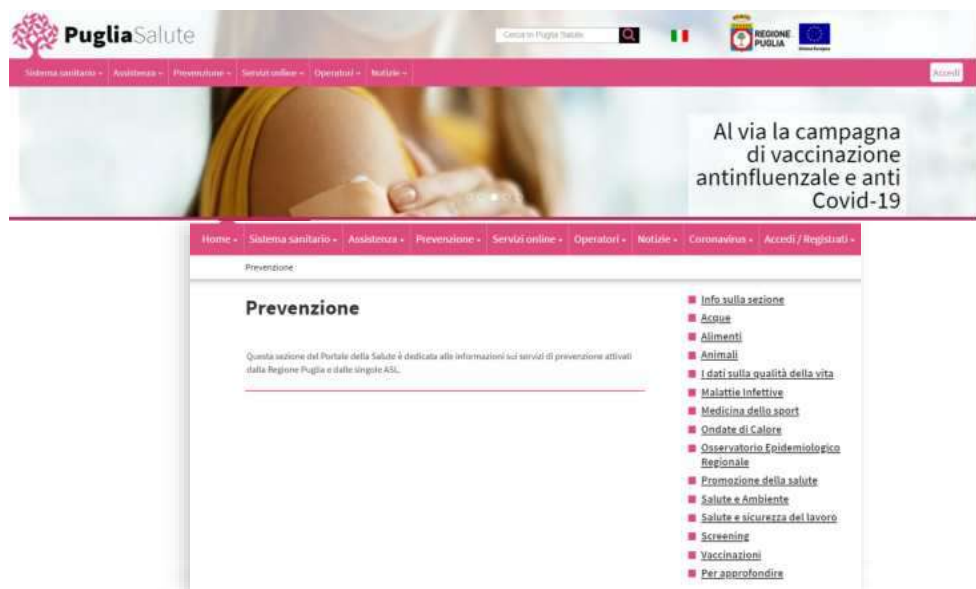 PugliaSalute
Cerca in Puglia Salute
REGIONE
PUGLIA
Unione Europea
Sistema sanitario Assistenza Prevenzione Servizi online Operatori Notizie
Accedi
Al via la campagna
di vaccinazione
antinfluenzale e anti
Covid-19
Home Sistema sanitario Assistenza Prevenzione Servizi online Operatori Notizie Coronavirus Accedi / Registrati
Prevenzione
Prevenzione
Questa sezione del Portale della Salute è dedicata alle informazioni sui servizi di prevenzione attivati
dalla Regione Puglia e dalle singole ASL.
Info sulla sezione
Acque
Alimenti
Animali
I dati sulla qualità della vita
Malattie Infettive
Medicina dello sport
Ondate di Calore
Osservatorio Epidemiologico
Regionale
Promozione della salute
Salute e Ambiente
Salute e sicurezza del lavoro
Screening
Vaccinazioni
Per approfondire